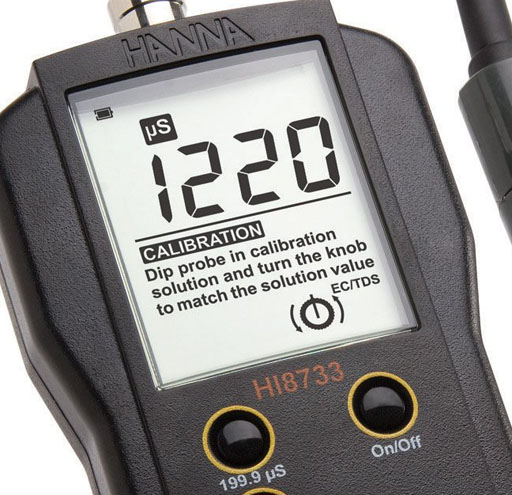 HANNA
µS
1220
CALIBRATION
Dip probe in calibration
solution and turn the knob
to match the solution value
EC/TDS
HI8733
199.9 µS
On/Off